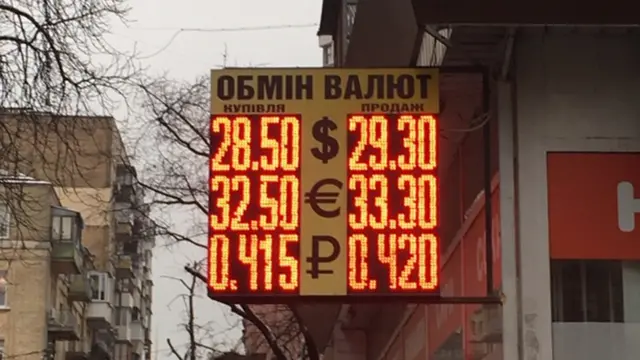 ОБМІН ВАЛЮТ
КУПІВЛЯ ПРОДАЖ
28.50 $ 29.30
32.50 € 33.30
0.415 ₽ 0.420